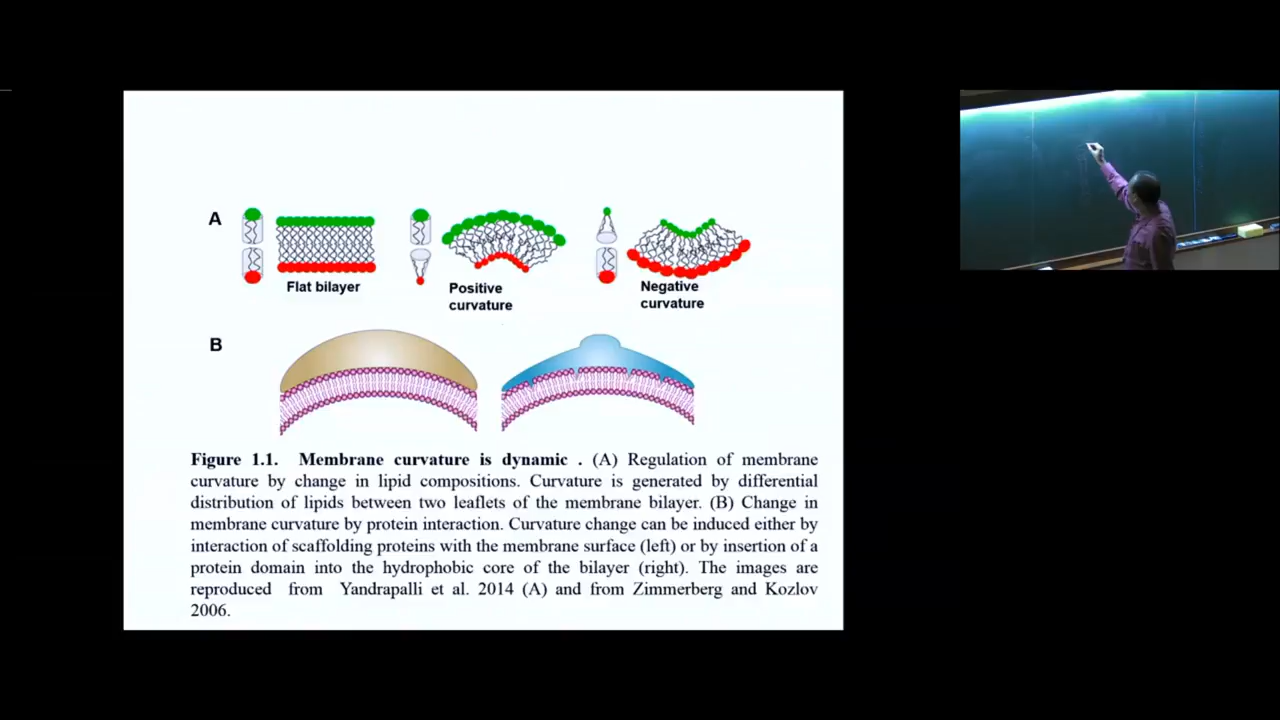 A
Flat bilayer
Positive
curvature
Negative
curvature
B
Figure 1.1. Membrane curvature is dynamic . (A) Regulation of membrane
curvature by change in lipid compositions. Curvature is generated by differential
distribution of lipids between two leaflets of the membrane bilayer. (B) Change in
membrane curvature by protein interaction. Curvature change can be induced either by
interaction of scaffolding proteins with the membrane surface (left) or by insertion of a
protein domain into the hydrophobic core of the bilayer (right). The images are
reproduced from Yandrapalli et al. 2014 (A) and from Zimmerberg and Kozlov
2006.